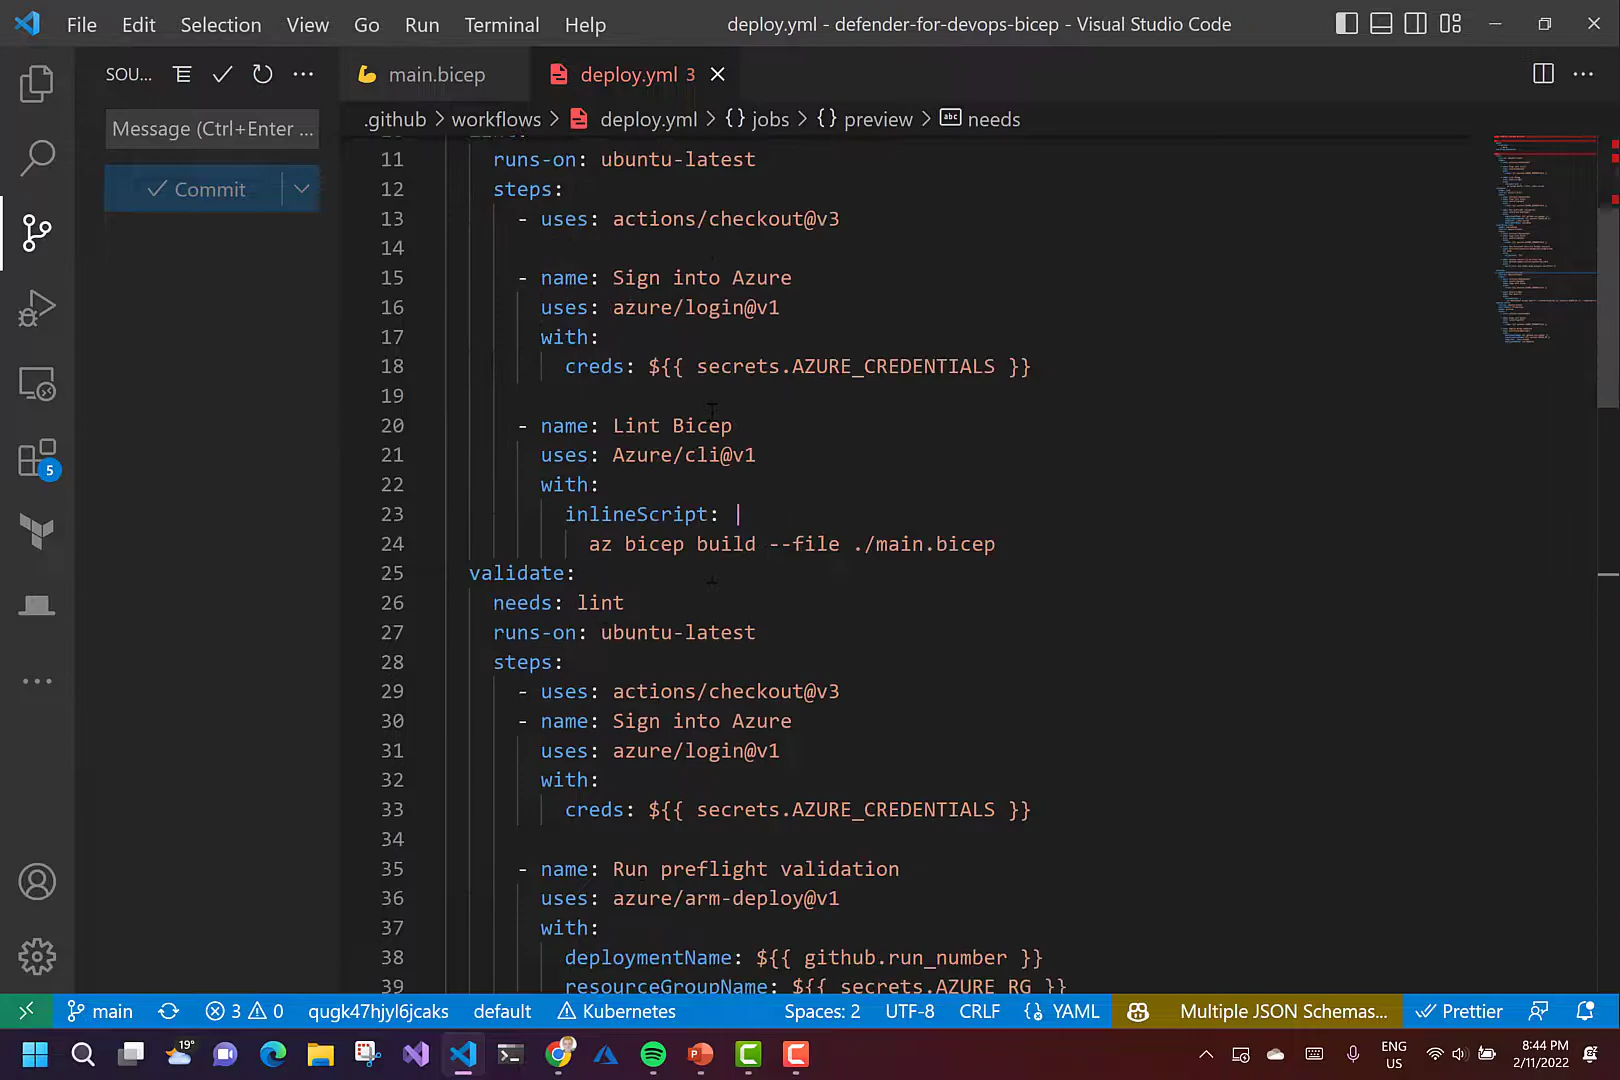 File Edit Selection View Go Run Terminal Help deploy.yml - defender-for-devops-bicep - Visual Studio Code
SOU... main.bicep deploy.yml 3
Message (Ctrl+Enter ...
Commit
.github > workflows > deploy.yml > {} jobs > {} preview > abc needs
11 runs-on: ubuntu-latest
12 steps:
13 - uses: actions/checkout@v3
14
15 - name: Sign into Azure
16 uses: azure/login@v1
17 with:
18 creds: ${{ secrets.AZURE_CREDENTIALS }}
19
20 - name: Lint Bicep
21 uses: Azure/cli@v1
22 with:
23 inlineScript: |
24 az bicep build --file ./main.bicep
25 validate:
26 needs: lint
27 runs-on: ubuntu-latest
28 steps:
29 - uses: actions/checkout@v3
30 - name: Sign into Azure
31 uses: azure/login@v1
32 with:
33 creds: ${{ secrets.AZURE_CREDENTIALS }}
34
35 - name: Run preflight validation
36 uses: azure/arm-deploy@v1
37 with:
38 deploymentName: ${{ github.run_number }}
39 resourceGroupName: ${{ secrets.AZURE_RG }}
5
main 3 0 qugk47hjyl6jcaks default Kubernetes Spaces: 2 UTF-8 CRLF YAML Multiple JSON Schemas... Prettier
19° ENG US 8:44 PM 2/11/2022